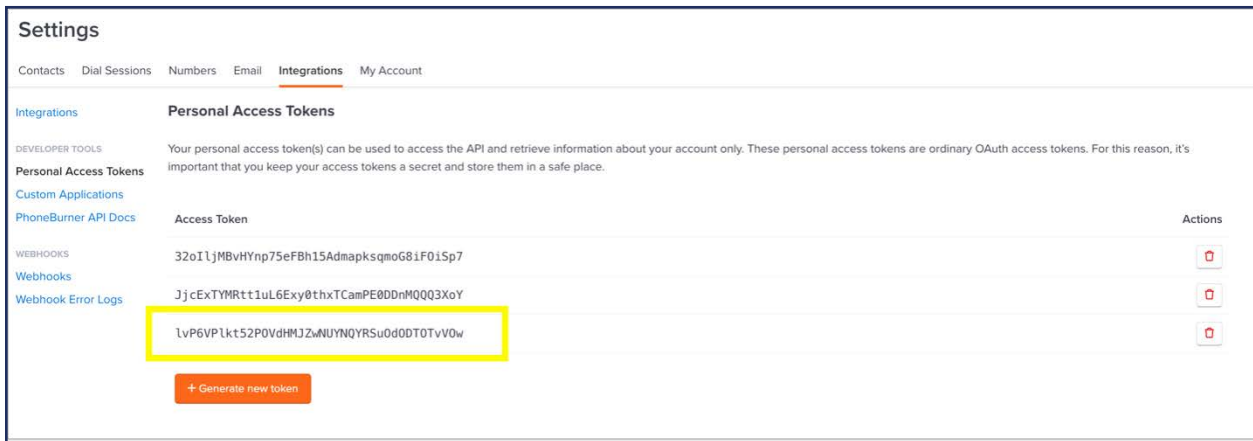 Settings
Contacts Dial Sessions Numbers Email Integrations My Account
Integrations
DEVELOPER TOOLS
Personal Access Tokens
Custom Applications
PhoneBurner API Docs
WEBHOOKS
Webhooks
Webhook Error Logs
Personal Access Tokens
Your personal access token(s) can be used to access the API and retrieve information about your account only. These personal access tokens are ordinary OAuth access tokens. For this reason, it's
important that you keep your access tokens a secret and store them in a safe place.
Access Token Actions
32oIljMBvHYnp75eFBh15AdmapksqmoG8iFOiSp7
JjcExTYMRtt1uL6Exy0thxTCamPE0DDnMQQQ3XoY
lvP6VPlkt52POVdHMJZwNUYNQYRSuOdODTOTvVOw
+ Generate new token